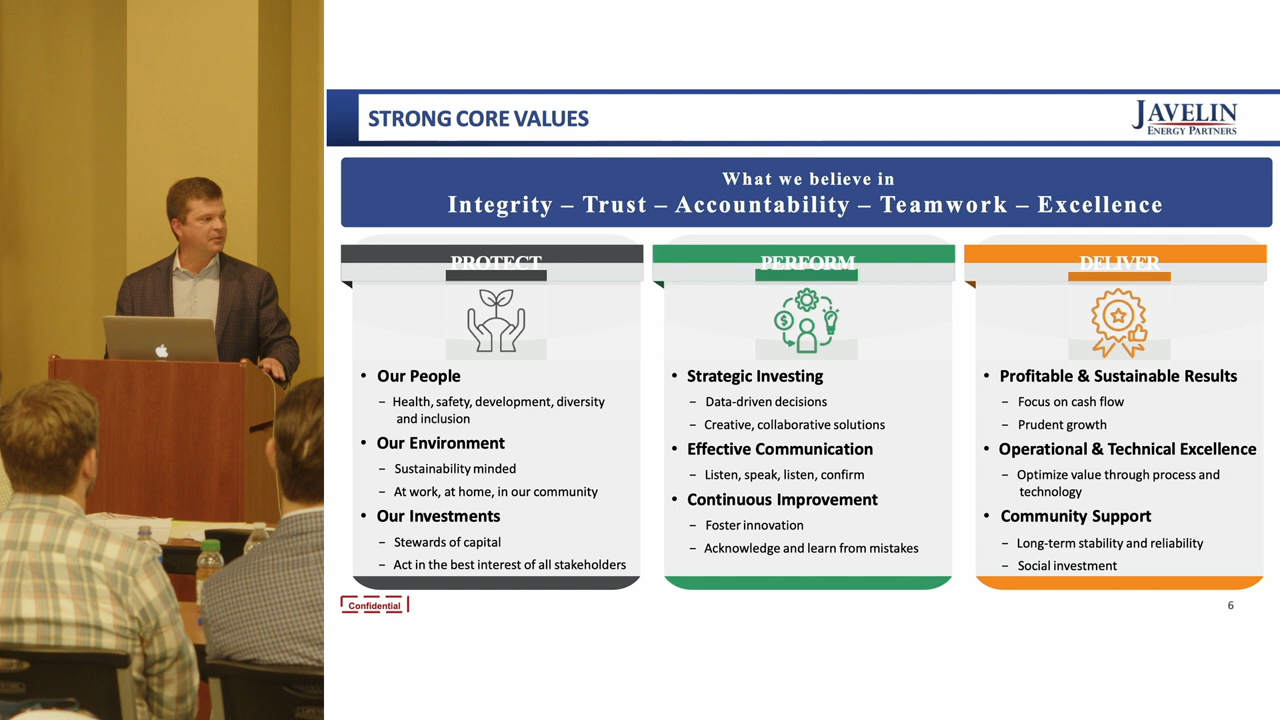 STRONG CORE VALUES
JAVELIN
ENERGY PARTNERS
What we believe in
Integrity – Trust – Accountability – Teamwork – Excellence
PROTECT
• Our People
– Health, safety, development, diversity
and inclusion
• Our Environment
– Sustainability minded
– At work, at home, in our community
• Our Investments
– Stewards of capital
– Act in the best interest of all stakeholders
PERFORM
• Strategic Investing
– Data-driven decisions
– Creative, collaborative solutions
• Effective Communication
– Listen, speak, listen, confirm
• Continuous Improvement
– Foster innovation
– Acknowledge and learn from mistakes
DELIVER
• Profitable & Sustainable Results
– Focus on cash flow
– Prudent growth
• Operational & Technical Excellence
– Optimize value through process and
technology
• Community Support
– Long-term stability and reliability
– Social investment
Confidential
6